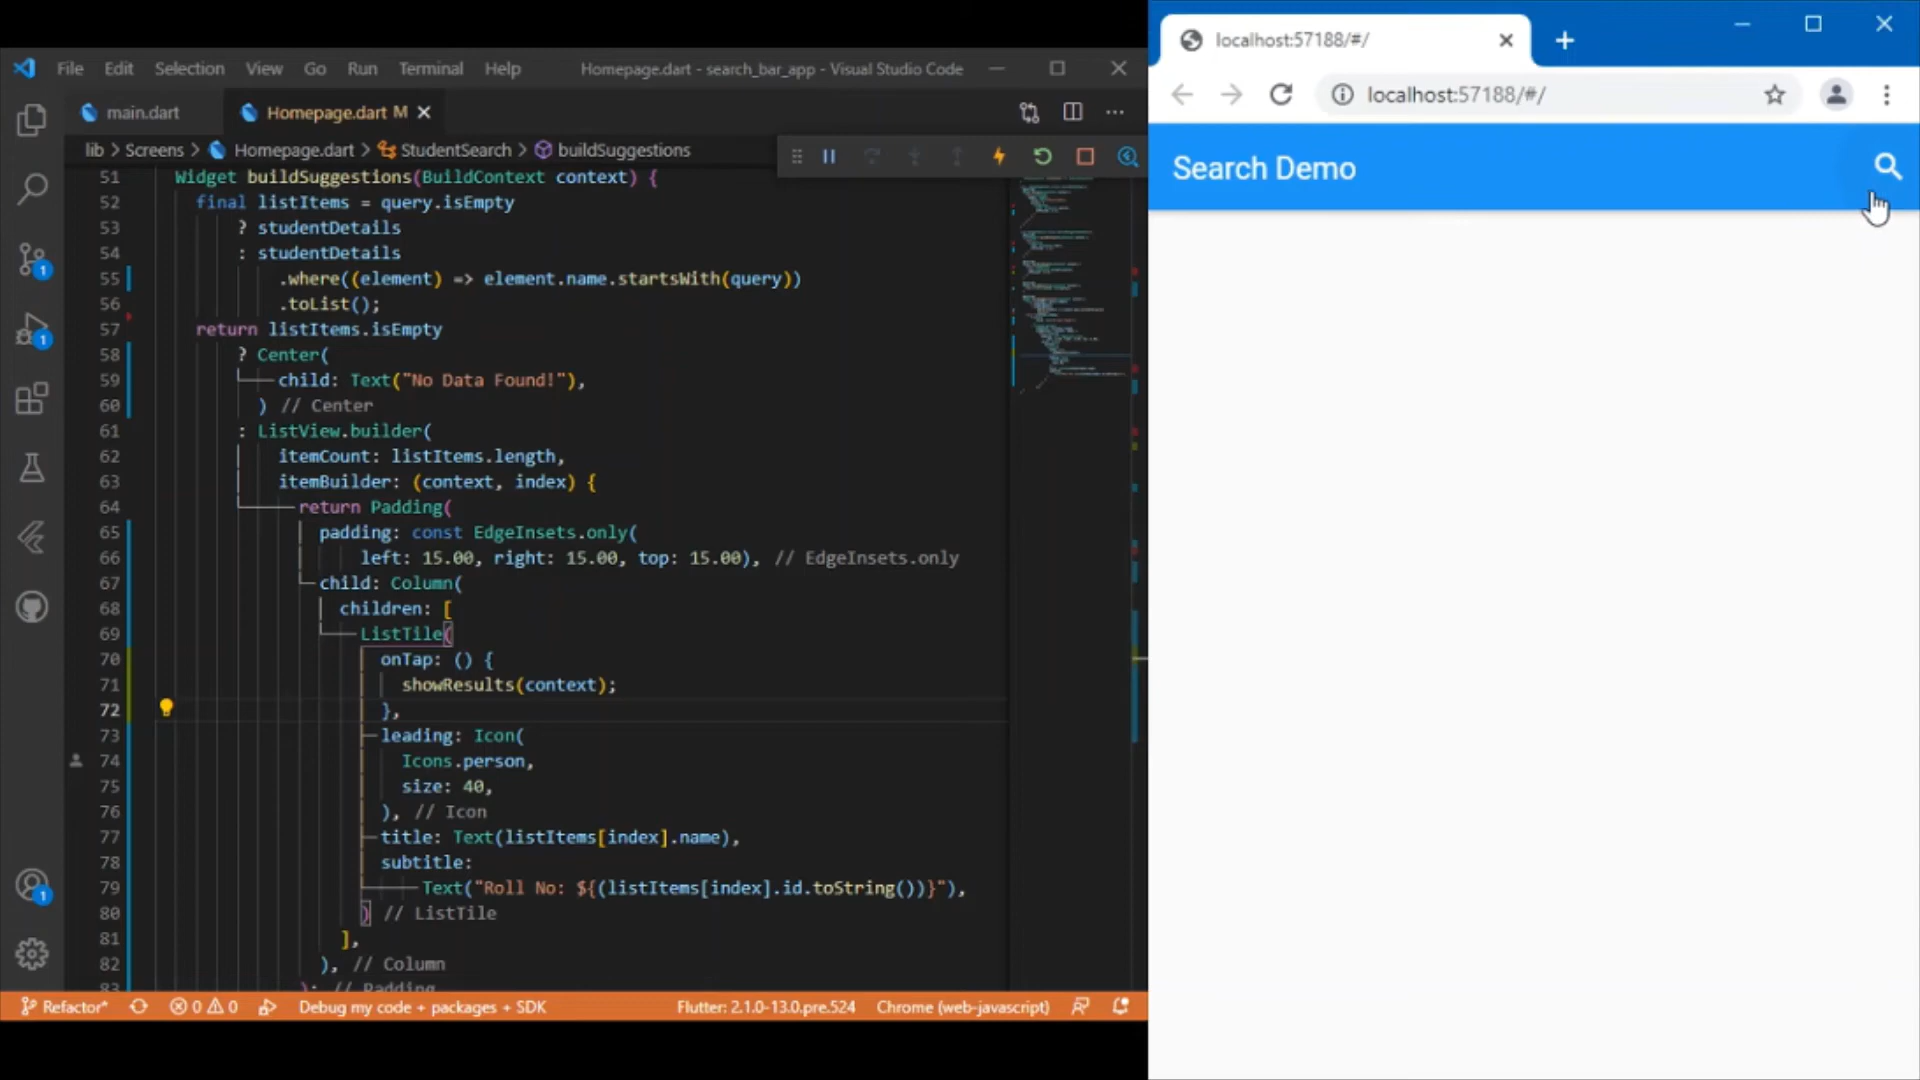 File Edit Selection View Go Run Terminal Help Homepage.dart - search_bar_app - Visual Studio Code
main.dart Homepage.dart M
lib > Screens > Homepage.dart > StudentSearch > buildSuggestions
51 Widget buildSuggestions(BuildContext context) {
52 final listItems = query.isEmpty
53 ? studentDetails
54 : studentDetails
55 .where((element) => element.name.startsWith(query))
56 .toList();
57 return listItems.isEmpty
58 ? Center(
59 child: Text("No Data Found!"),
60 ) // Center
61 : ListView.builder(
62 itemCount: listItems.length,
63 itemBuilder: (context, index) {
64 return Padding(
65 padding: const EdgeInsets.only(
66 left: 15.00, right: 15.00, top: 15.00), // EdgeInsets.only
67 child: Column(
68 children: [
69 ListTile(
70 onTap: () {
71 showResults(context);
72 },
73 leading: Icon(
74 Icons.person,
75 size: 40,
76 ), // Icon
77 title: Text(listItems[index].name),
78 subtitle:
79 Text("Roll No: ${(listItems[index].id.toString())}"),
80 ) // ListTile
81 ],
82 ), // Column
83 ); // Padding
1
1
1
Refactor* 0 0 Debug my code + packages + SDK Flutter: 2.1.0-13.0.pre.524 Chrome (web-javascript)
localhost:57188/#/
localhost:57188/#/
Search Demo